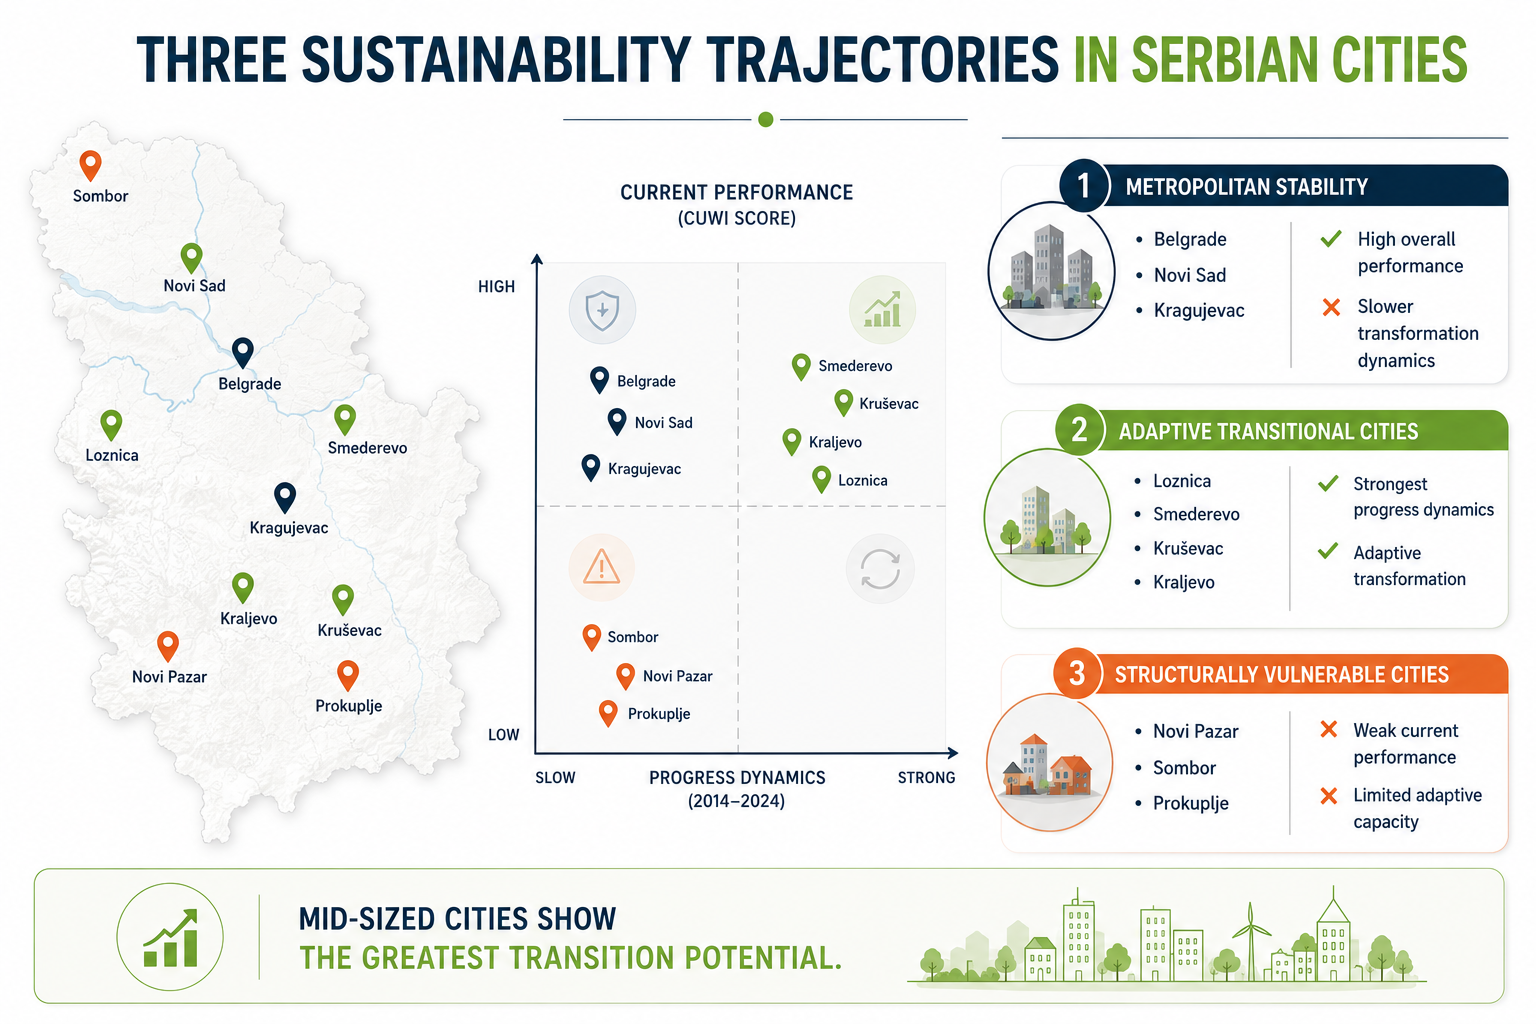 THREE SUSTAINABILITY TRAJECTORIES IN SERBIAN CITIES
Sombor
Novi Sad
Belgrade
Loznica
Smederevo
Kragujevac
Kraljevo
Kruševac
Novi Pazar
Prokuplje
CURRENT PERFORMANCE
(CUWI SCORE)
HIGH
Belgrade
Novi Sad
Kragujevac
Smederevo
Kruševac
Kraljevo
Loznica
Sombor
Novi Pazar
Prokuplje
LOW
SLOW
PROGRESS DYNAMICS
(2014–2024)
STRONG
1 METROPOLITAN STABILITY
• Belgrade
• Novi Sad
• Kragujevac
High overall
performance
Slower
transformation
dynamics
2 ADAPTIVE TRANSITIONAL CITIES
• Loznica
• Smederevo
• Kruševac
• Kraljevo
Strongest
progress dynamics
Adaptive
transformation
3 STRUCTURALLY VULNERABLE CITIES
• Novi Pazar
• Sombor
• Prokuplje
Weak current
performance
Limited adaptive
capacity
MID-SIZED CITIES SHOW
THE GREATEST TRANSITION POTENTIAL.